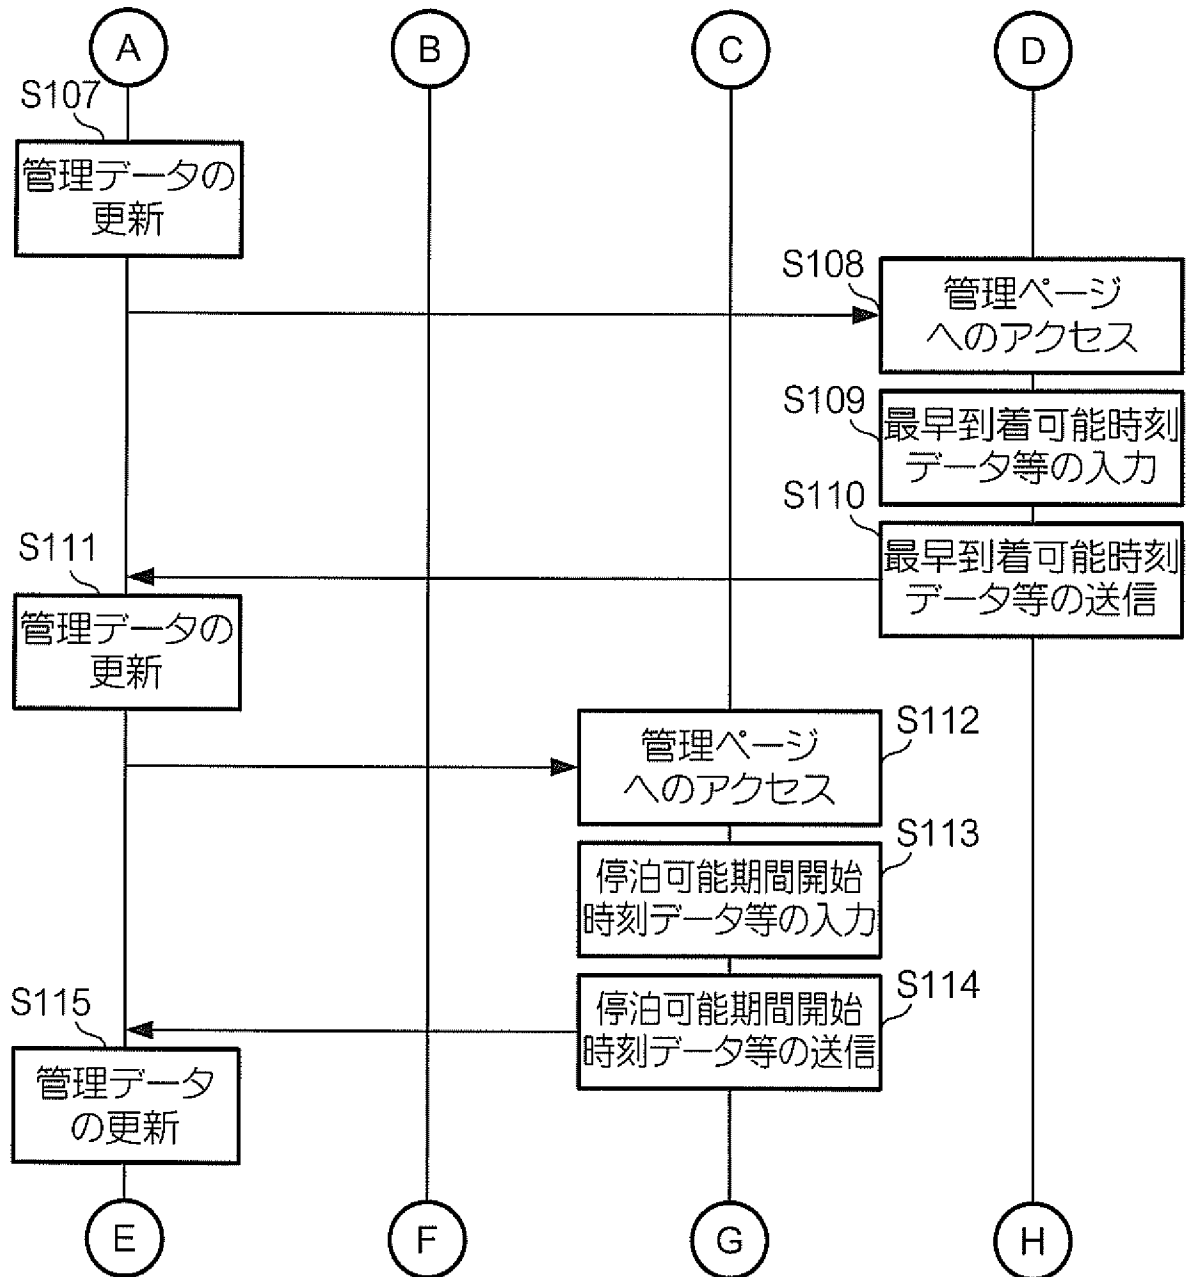 A
B
C
D
S107
管理データの
更新
S108
管理ページ
へのアクセス
S109
最早到着可能時刻
データ等の入力
S110
最早到着可能時刻
データ等の送信
S111
管理データの
更新
S112
管理ページ
へのアクセス
S113
停泊可能期間開始
時刻データ等の入力
S114
停泊可能期間開始
時刻データ等の送信
S115
管理データ
の更新
E
F
G
H